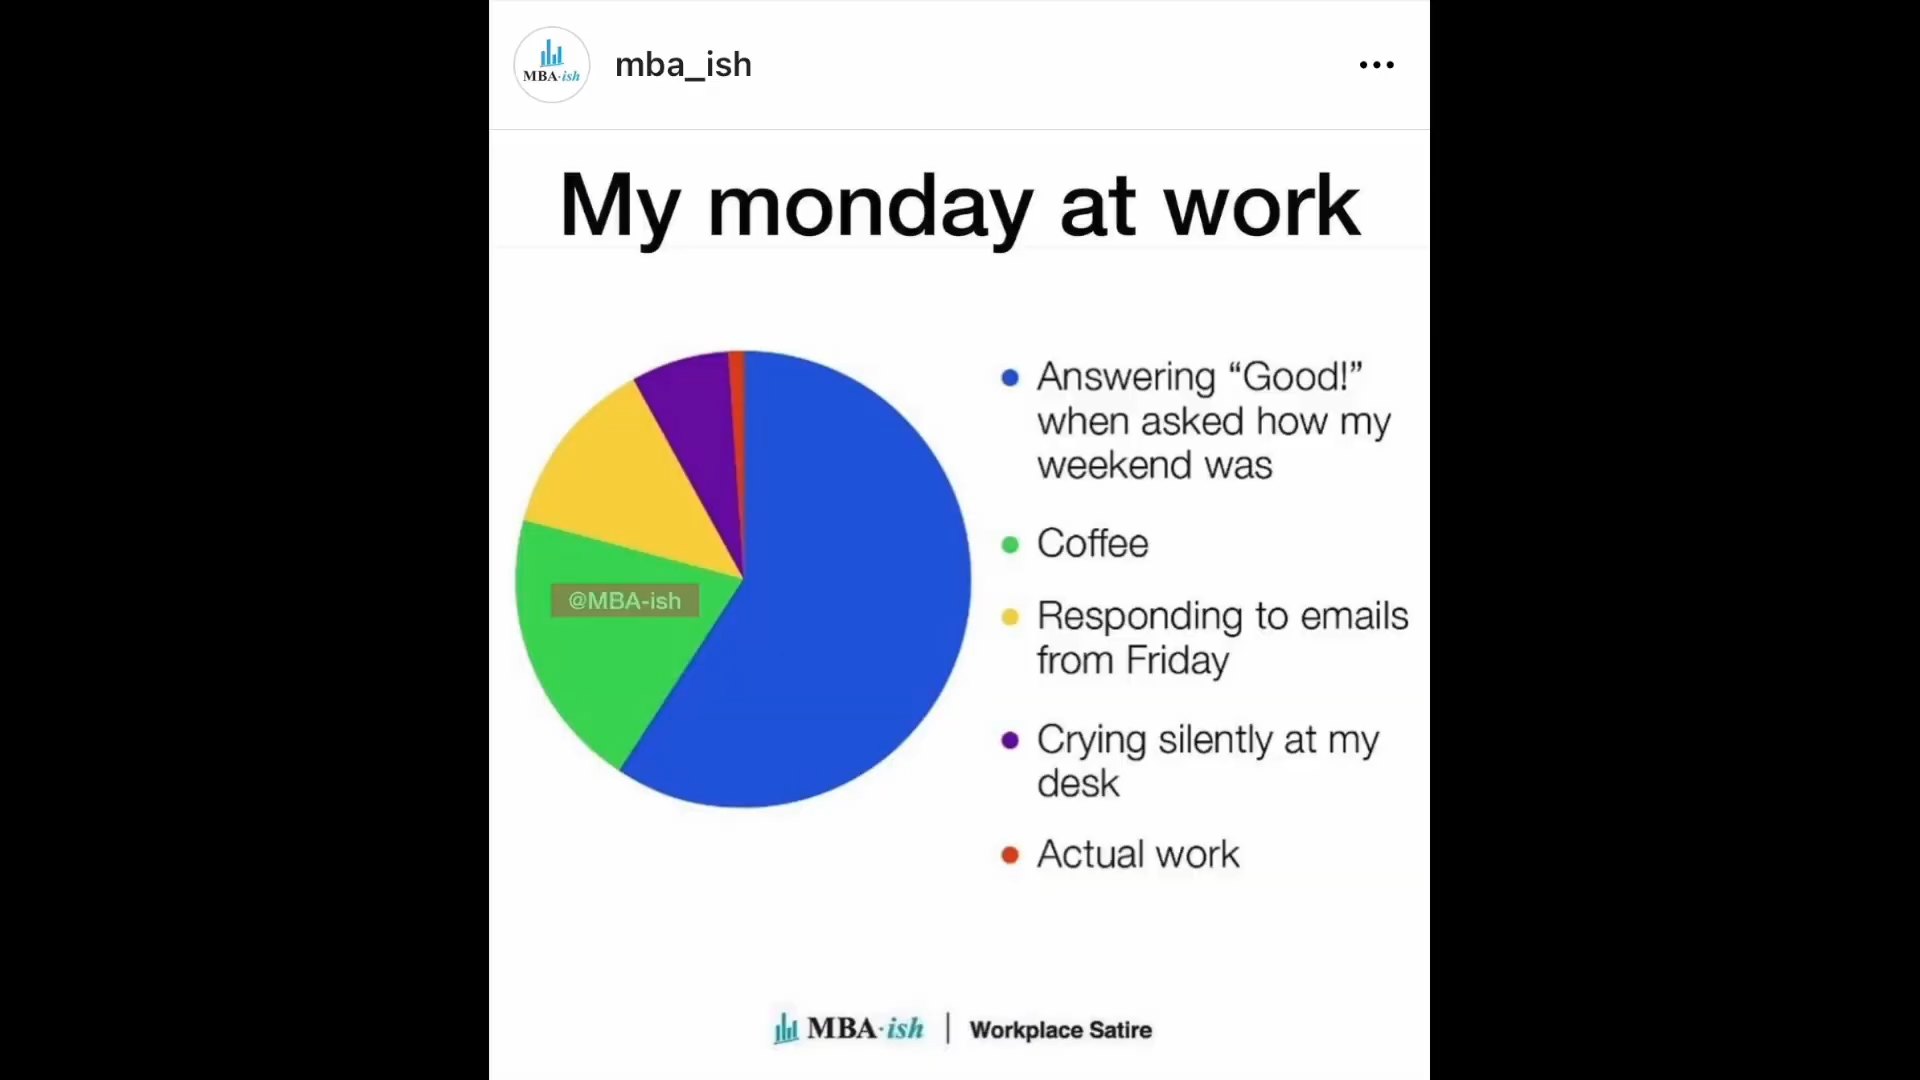 MBA·ish
mba_ish
My monday at work
Answering “Good!”
when asked how my
weekend was
Coffee
Responding to emails
from Friday
Crying silently at my
desk
Actual work
@MBA-ish
MBA·ish | Workplace Satire